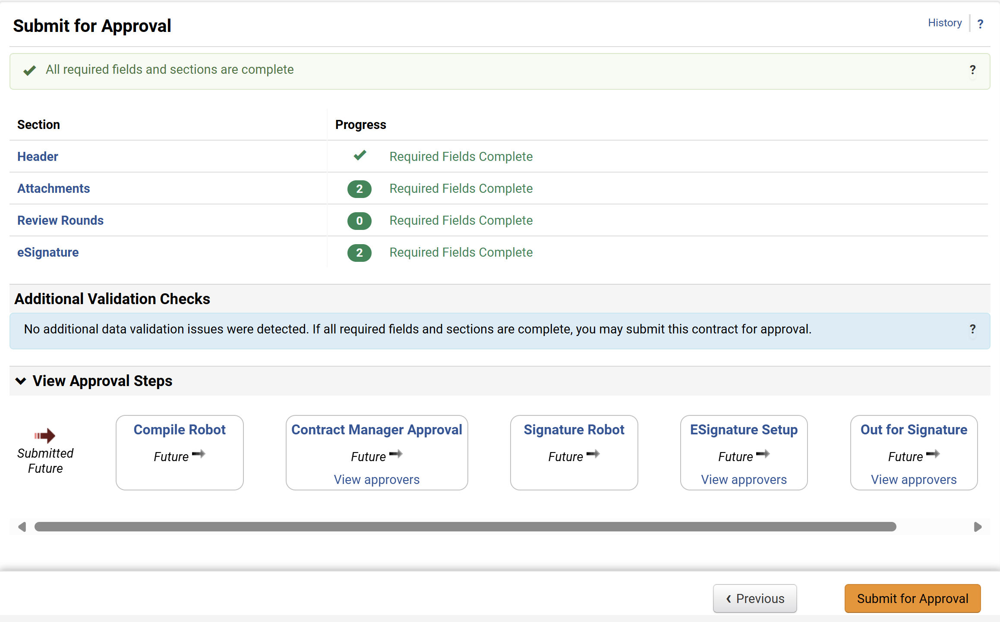 Submit for Approval
History
?
All required fields and sections are complete
?
Section Progress
Header Required Fields Complete
Attachments 2 Required Fields Complete
Review Rounds 0 Required Fields Complete
eSignature 2 Required Fields Complete
Additional Validation Checks
No additional data validation issues were detected. If all required fields and sections are complete, you may submit this contract for approval.
?
View Approval Steps
Submitted
Future
Compile Robot
Future
Contract Manager Approval
Future
View approvers
Signature Robot
Future
ESignature Setup
Future
View approvers
Out for Signature
Future
View approvers
Previous
Submit for Approval